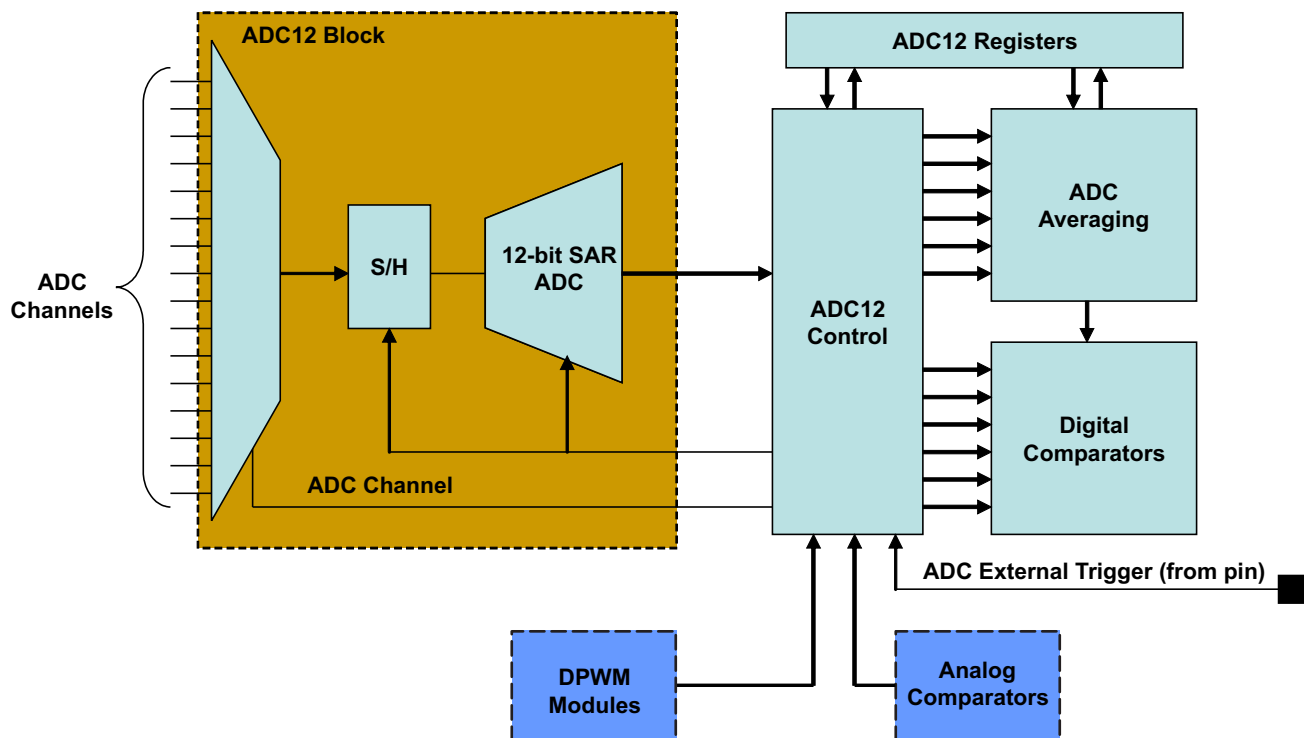 ADC12 Block
ADC12 Registers
ADC
Channels
S/H
12-bit SAR
ADC
ADC12
Control
ADC
Averaging
Digital
Comparators
ADC Channel
ADC External Trigger (from pin)
DPWM
Modules
Analog
Comparators